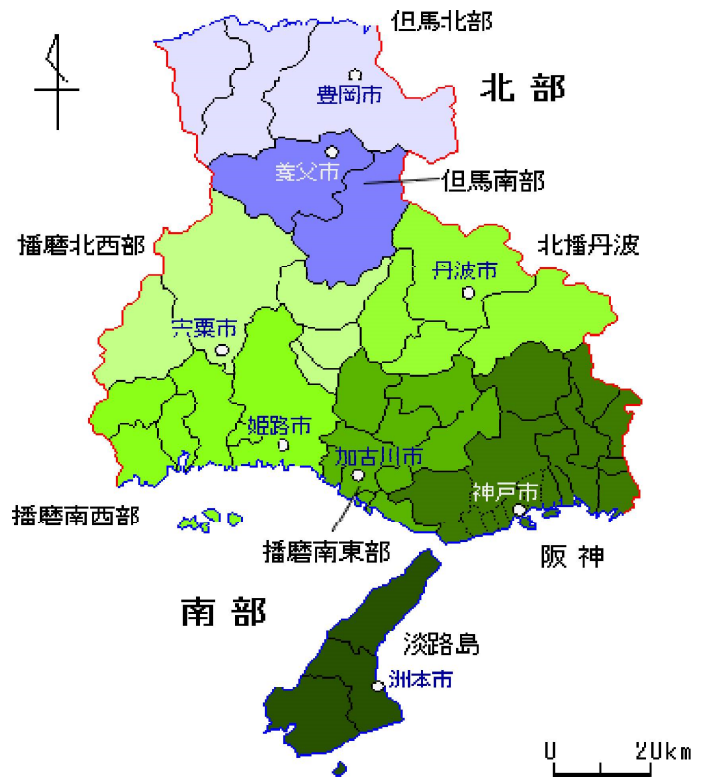 但馬北部
北部
豊岡市
養父市
但馬南部
播磨北西部
北播丹波
丹波市
宍粟市
姫路市
加古川市
神戸市
播磨南西部
播磨南東部
阪神
南部
淡路島
洲本市
0 20km